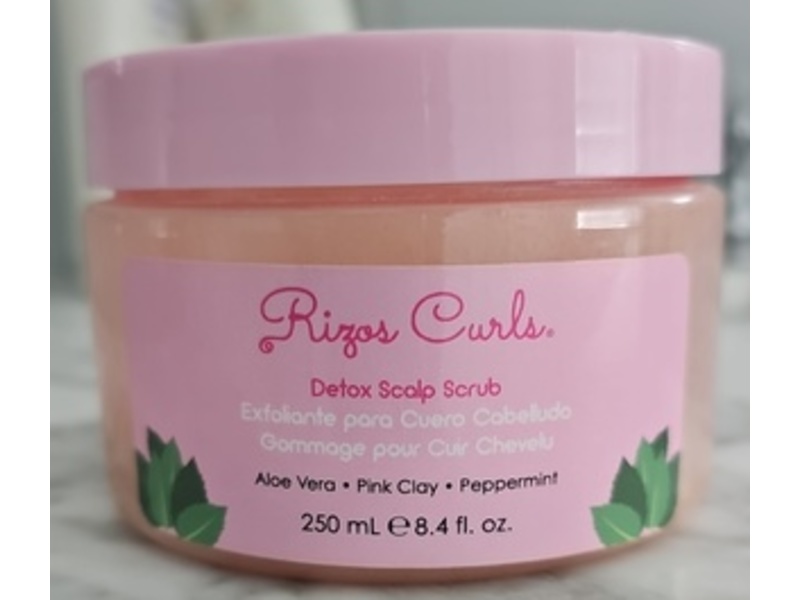 Rizos Curls®
Detox Scalp Scrub
Exfoliante para Cuero Cabelludo
Gommage pour Cuir Chevelu
Aloe Vera • Pink Clay • Peppermint
250 mL ℮ 8.4 fl. oz.